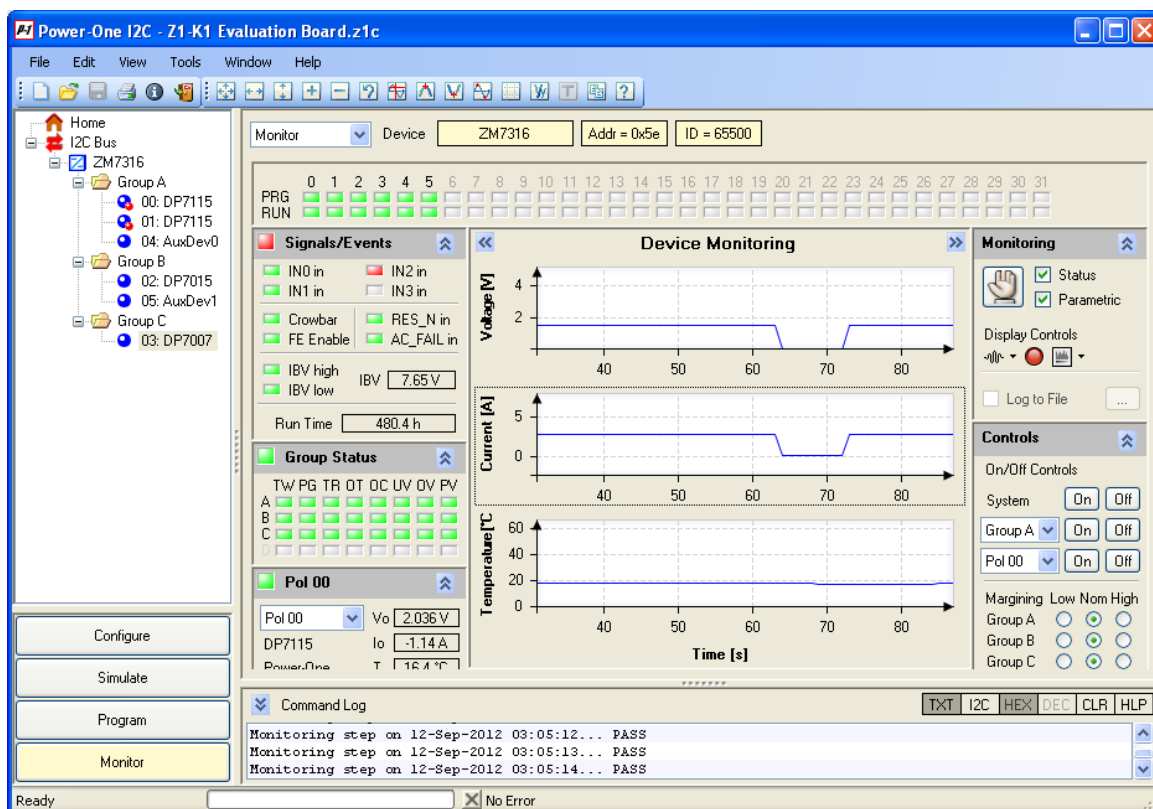 Power-One I2C - Z1-K1 Evaluation Board.z1c
File Edit View Tools Window Help
Home
I2C Bus
ZM7316
Group A
00: DP7115
01: DP7115
04: AuxDev0
Group B
02: DP7015
05: AuxDev1
Group C
03: DP7007
Configure
Simulate
Program
Monitor
Monitor Device ZM7316 Addr = 0x5e ID = 65500
0 1 2 3 4 5 6 7 8 9 10 11 12 13 14 15 16 17 18 19 20 21 22 23 24 25 26 27 28 29 30 31
PRG
RUN
Signals/Events
IN0 in IN2 in
IN1 in IN3 in
Crowbar RES_N in
FE Enable AC_FAIL in
IBV high
IBV low IBV 7.65 V
Run Time 480.4 h
Group Status
TW PG TR OT OC UV OV PV
A
B
C
D
Pol 00
Pol 00 Vo 2.036 V
DP7115 Io -1.14 A
Power-One T 16.4 °C
Device Monitoring
Voltage [V]
4
2
40 50 60 70 80
Current [A]
5
0
40 50 60 70 80
Temperature [°C
60
40
20
0
40 50 60 70 80
Time [s]
Monitoring
Status
Parametric
Display Controls
Log to File ...
Controls
On/Off Controls
System On Off
Group A On Off
Pol 00 On Off
Margining Low Nom High
Group A
Group B
Group C
Command Log TXT I2C HEX DEC CLR HLP
Monitoring step on 12-Sep-2012 03:05:12... PASS
Monitoring step on 12-Sep-2012 03:05:13... PASS
Monitoring step on 12-Sep-2012 03:05:14... PASS
Ready No Error